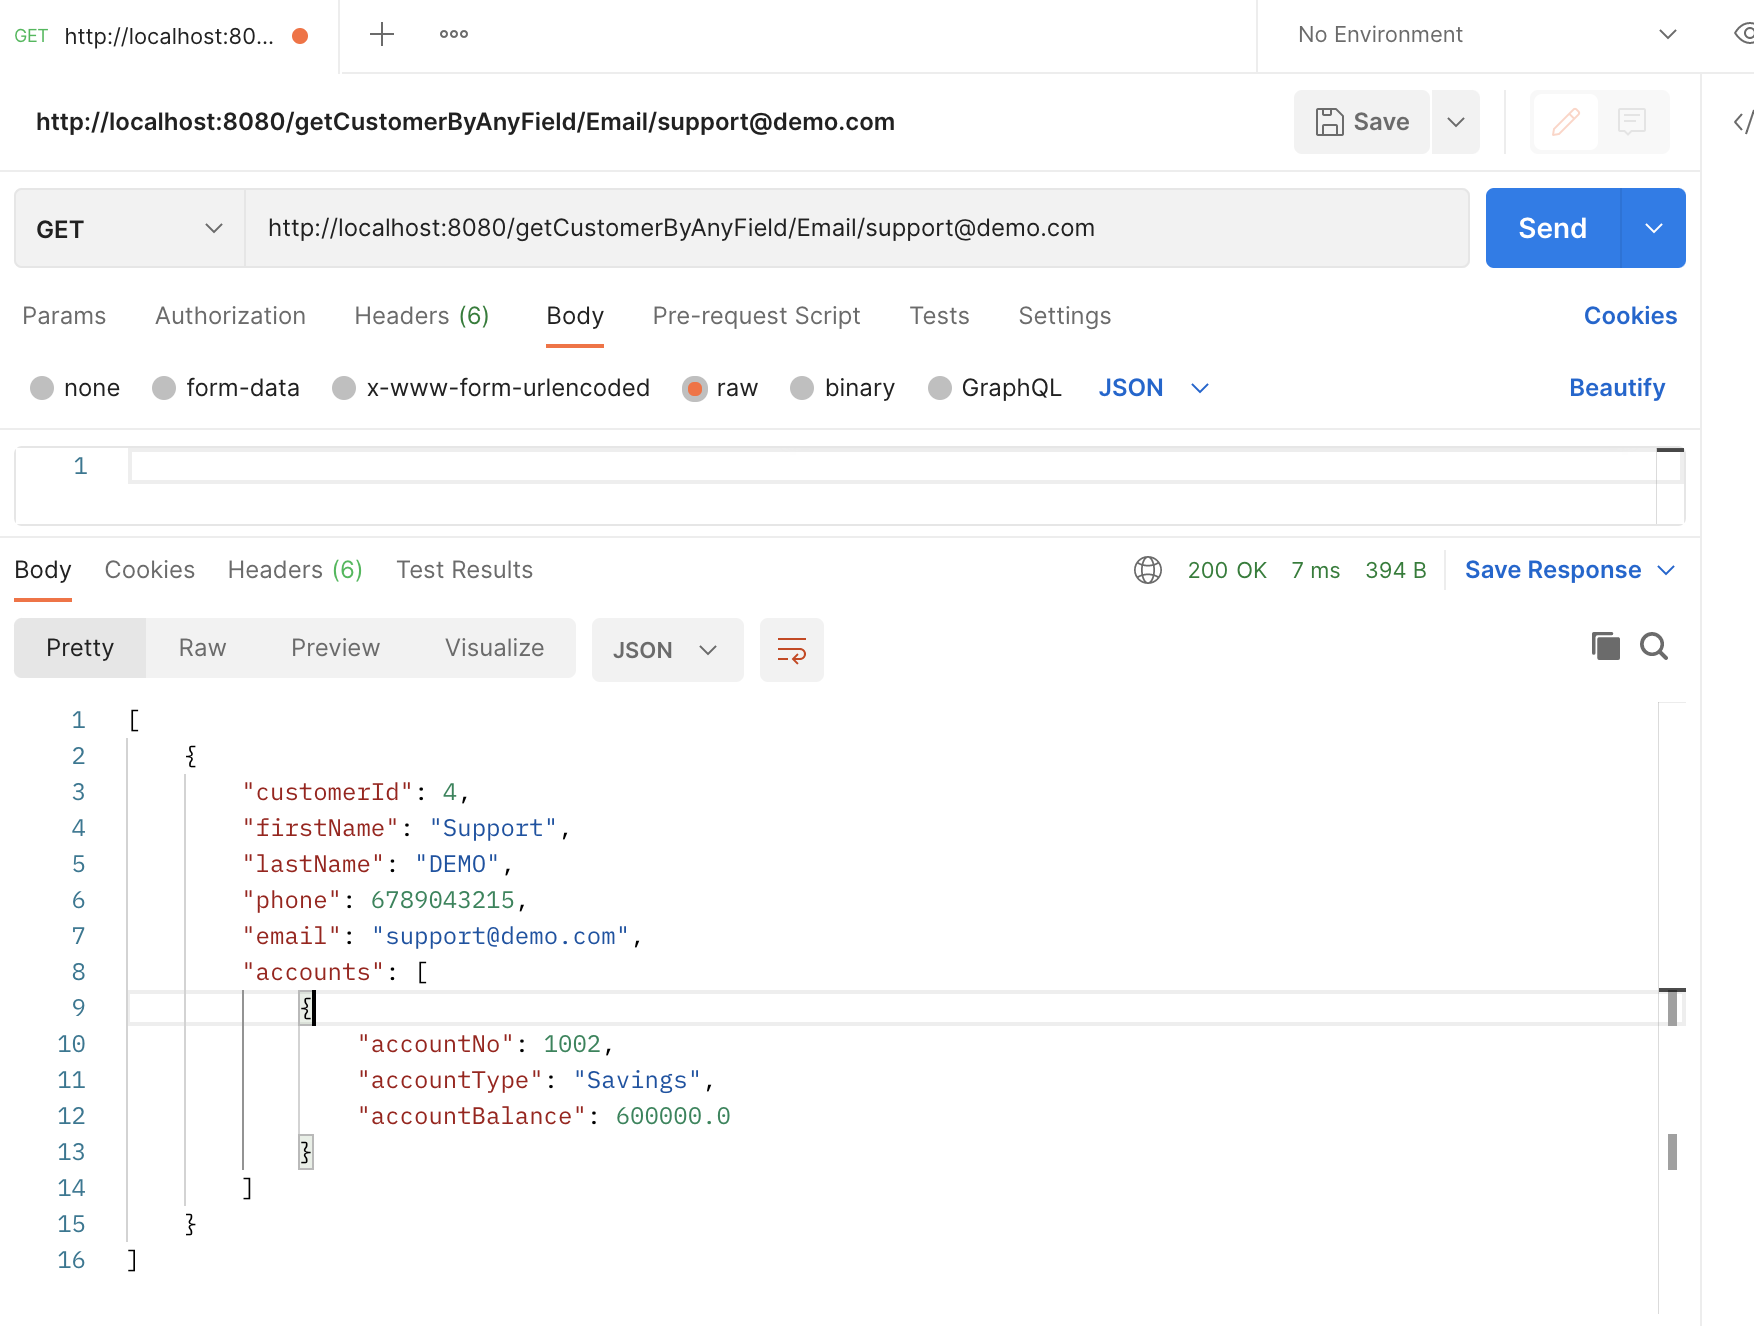 GET http://localhost:80...
No Environment
http://localhost:8080/getCustomerByAnyField/Email/support@demo.com
Save
GET
http://localhost:8080/getCustomerByAnyField/Email/support@demo.com
Send
Params Authorization Headers (6) Body Pre-request Script Tests Settings Cookies
none form-data x-www-form-urlencoded raw binary GraphQL JSON Beautify
1
Body Cookies Headers (6) Test Results 200 OK 7 ms 394 B Save Response
Pretty Raw Preview Visualize JSON
1 [
2 {
3 "customerId": 4,
4 "firstName": "Support",
5 "lastName": "DEMO",
6 "phone": 6789043215,
7 "email": "support@demo.com",
8 "accounts": [
9 {
10 "accountNo": 1002,
11 "accountType": "Savings",
12 "accountBalance": 600000.0
13 }
14 ]
15 }
16 ]